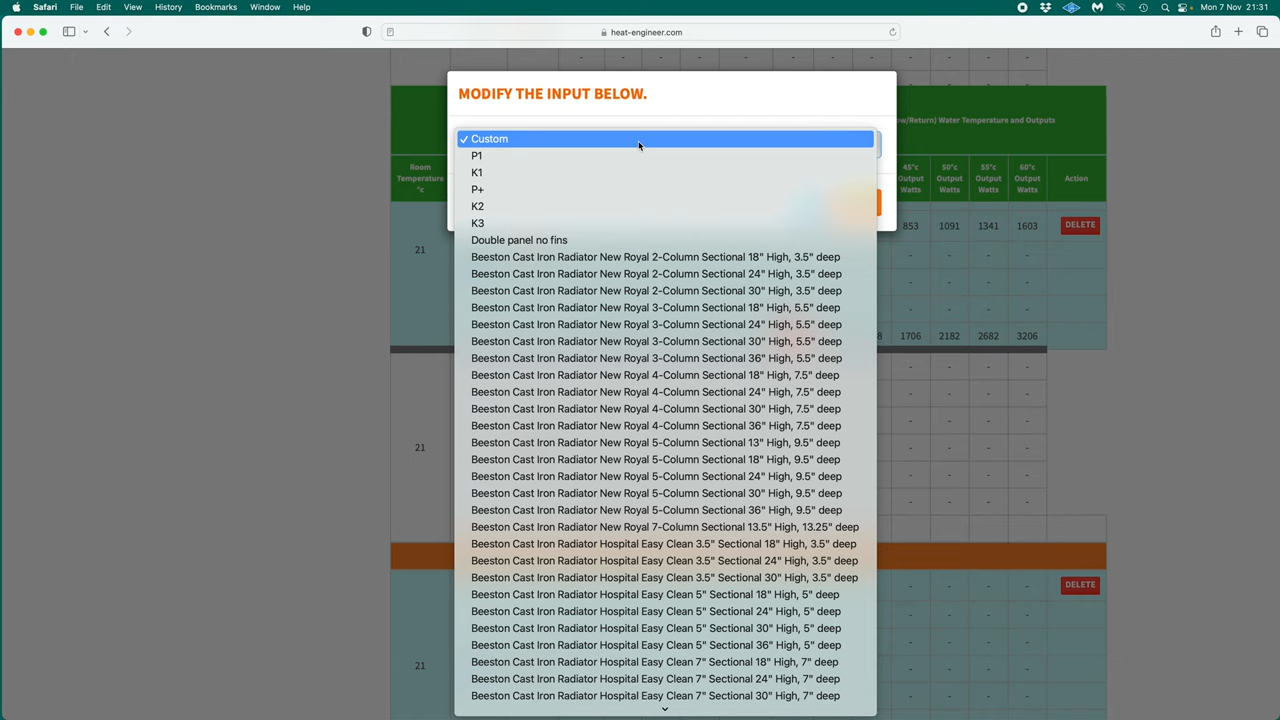 Safari File Edit View History Bookmarks Window Help Mon 7 Nov 21:31
heat-engineer.com
MODIFY THE INPUT BELOW.
ow/Return) Water Temperature and Outputs
✓ Custom
P1
K1
P+
K2
K3
Double panel no fins
Beeston Cast Iron Radiator New Royal 2-Column Sectional 18" High, 3.5" deep
Beeston Cast Iron Radiator New Royal 2-Column Sectional 24" High, 3.5" deep
Beeston Cast Iron Radiator New Royal 2-Column Sectional 30" High, 3.5" deep
Beeston Cast Iron Radiator New Royal 3-Column Sectional 18" High, 5.5" deep
Beeston Cast Iron Radiator New Royal 3-Column Sectional 24" High, 5.5" deep
Beeston Cast Iron Radiator New Royal 3-Column Sectional 30" High, 5.5" deep
Beeston Cast Iron Radiator New Royal 3-Column Sectional 36" High, 5.5" deep
Beeston Cast Iron Radiator New Royal 4-Column Sectional 18" High, 7.5" deep
Beeston Cast Iron Radiator New Royal 4-Column Sectional 24" High, 7.5" deep
Beeston Cast Iron Radiator New Royal 4-Column Sectional 30" High, 7.5" deep
Beeston Cast Iron Radiator New Royal 4-Column Sectional 36" High, 7.5" deep
Beeston Cast Iron Radiator New Royal 5-Column Sectional 13" High, 9.5" deep
Beeston Cast Iron Radiator New Royal 5-Column Sectional 18" High, 9.5" deep
Beeston Cast Iron Radiator New Royal 5-Column Sectional 24" High, 9.5" deep
Beeston Cast Iron Radiator New Royal 5-Column Sectional 30" High, 9.5" deep
Beeston Cast Iron Radiator New Royal 5-Column Sectional 36" High, 9.5" deep
Beeston Cast Iron Radiator New Royal 7-Column Sectional 13.5" High, 13.25" deep
Beeston Cast Iron Radiator Hospital Easy Clean 3.5" Sectional 18" High, 3.5" deep
Beeston Cast Iron Radiator Hospital Easy Clean 3.5" Sectional 24" High, 3.5" deep
Beeston Cast Iron Radiator Hospital Easy Clean 3.5" Sectional 30" High, 3.5" deep
Beeston Cast Iron Radiator Hospital Easy Clean 5" Sectional 18" High, 5" deep
Beeston Cast Iron Radiator Hospital Easy Clean 5" Sectional 24" High, 5" deep
Beeston Cast Iron Radiator Hospital Easy Clean 5" Sectional 30" High, 5" deep
Beeston Cast Iron Radiator Hospital Easy Clean 5" Sectional 36" High, 5" deep
Beeston Cast Iron Radiator Hospital Easy Clean 7" Sectional 18" High, 7" deep
Beeston Cast Iron Radiator Hospital Easy Clean 7" Sectional 24" High, 7" deep
Beeston Cast Iron Radiator Hospital Easy Clean 7" Sectional 30" High, 7" deep
Room
Temperature
°c
21
21
21
45°c 50°c 55°c 60°c
Output Output Output Output Action
Watts Watts Watts Watts
853 1091 1341 1603 DELETE
8 1706 2182 2682 3206
DELETE